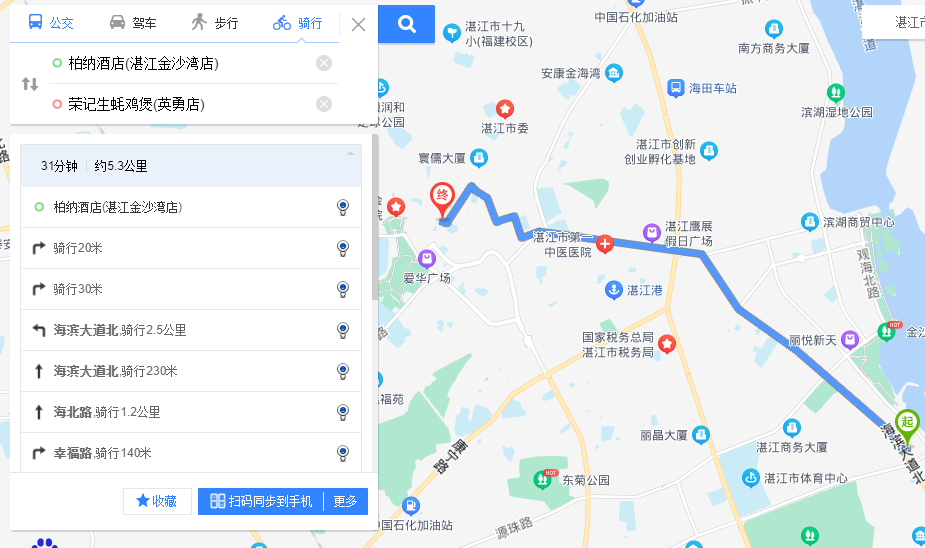 公交
驾车
步行
骑行
柏纳酒店(湛江金沙湾店)
荣记生蚝鸡煲(英勇店)
31分钟 约5.3公里
柏纳酒店(湛江金沙湾店)
骑行20米
骑行30米
海滨大道北,骑行2.5公里
海滨大道北,骑行230米
海北路,骑行1.2公里
幸福路,骑行140米
收藏
扫码同步到手机
更多
中国石化加油站
湛江市十九
小(福建校区)
南方商务大厦
湛江市
安康金海湾
海田车站
滨湖湿地公园
润和
公园
湛江市委
湛江市创新
创业孵化基地
寰儒大厦
终
湛江市第一
中医医院
湛江鹰展
假日广场
滨湖商贸中心
观海北路
爱华广场
湛江港
国家税务总局
湛江市税务局
丽悦新天
HOT
金沙
福苑
起
海滨大道北
丽晶大厦
湛江商务大厦
康宁路
HOT
东菊公园
湛江市体育中心
中国石化加油站
源珠路